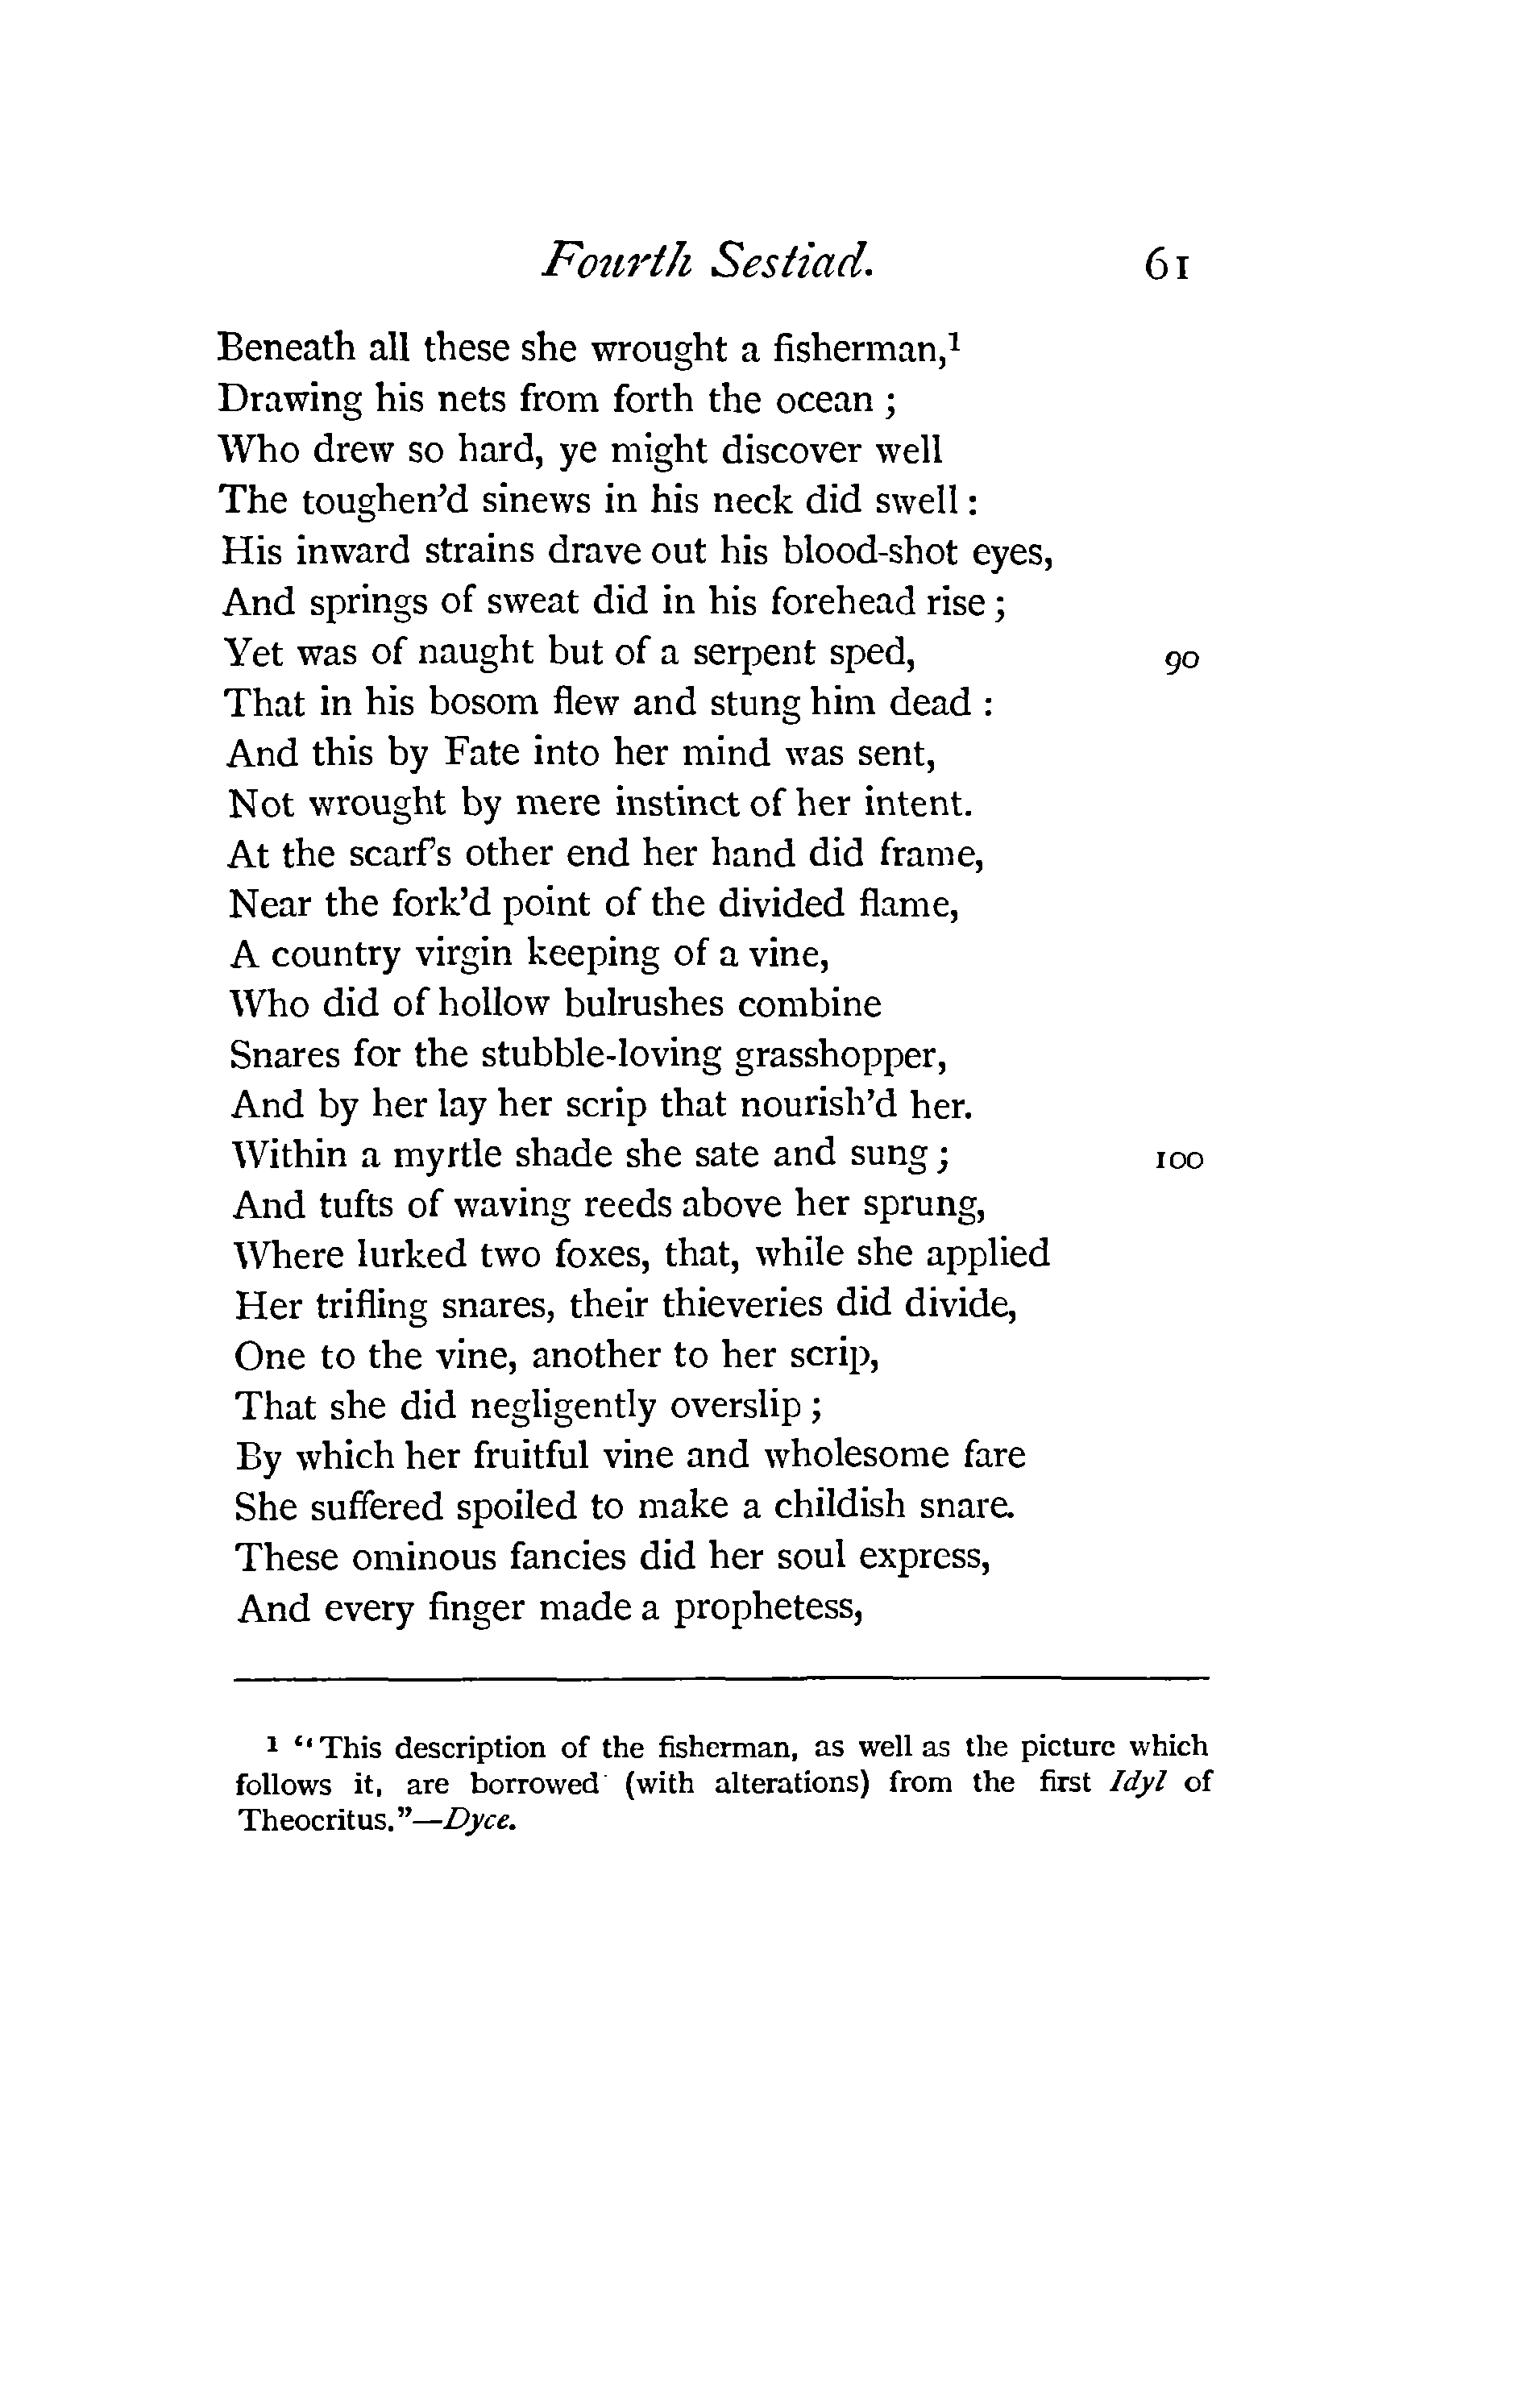 Fourth Sestiad. 61
Beneath all these she wrought a fisherman,¹
Drawing his nets from forth the ocean ;
Who drew so hard, ye might discover well
The toughen'd sinews in his neck did swell :
His inward strains drave out his blood-shot eyes,
And springs of sweat did in his forehead rise ;
Yet was of naught but of a serpent sped, 90
That in his bosom flew and stung him dead :
And this by Fate into her mind was sent,
Not wrought by mere instinct of her intent.
At the scarf's other end her hand did frame,
Near the fork'd point of the divided flame,
A country virgin keeping of a vine,
Who did of hollow bulrushes combine
Snares for the stubble-loving grasshopper,
And by her lay her scrip that nourish'd her.
Within a myrtle shade she sate and sung ; 100
And tufts of waving reeds above her sprung,
Where lurked two foxes, that, while she applied
Her trifling snares, their thieveries did divide,
One to the vine, another to her scrip,
That she did negligently overslip ;
By which her fruitful vine and wholesome fare
She suffered spoiled to make a childish snare.
These ominous fancies did her soul express,
And every finger made a prophetess,
¹ "This description of the fisherman, as well as the picture which
follows it, are borrowed (with alterations) from the first Idyl of
Theocritus."—Dyce.